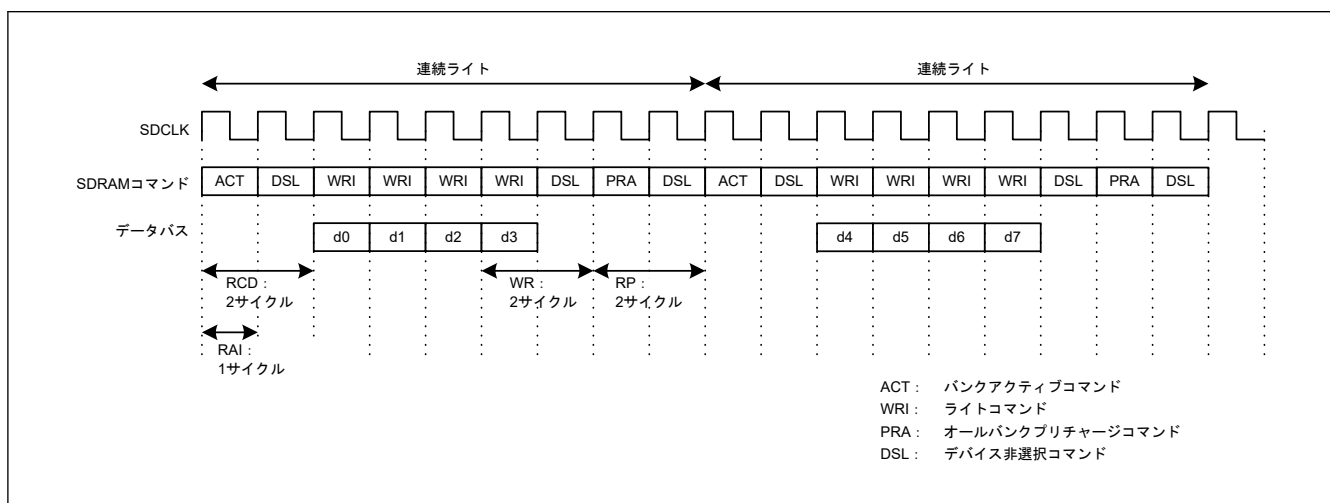 連続ライト 連続ライト
SDCLK
SDRAMコマンド ACT DSL WRI WRI WRI WRI DSL PRA DSL ACT DSL WRI WRI WRI WRI DSL PRA DSL
データバス d0 d1 d2 d3 d4 d5 d6 d7
RCD： WR： RP：
2サイクル 2サイクル 2サイクル
RAI：
1サイクル
ACT： バンクアクティブコマンド
WRI： ライトコマンド
PRA： オールバンクプリチャージコマンド
DSL： デバイス非選択コマンド